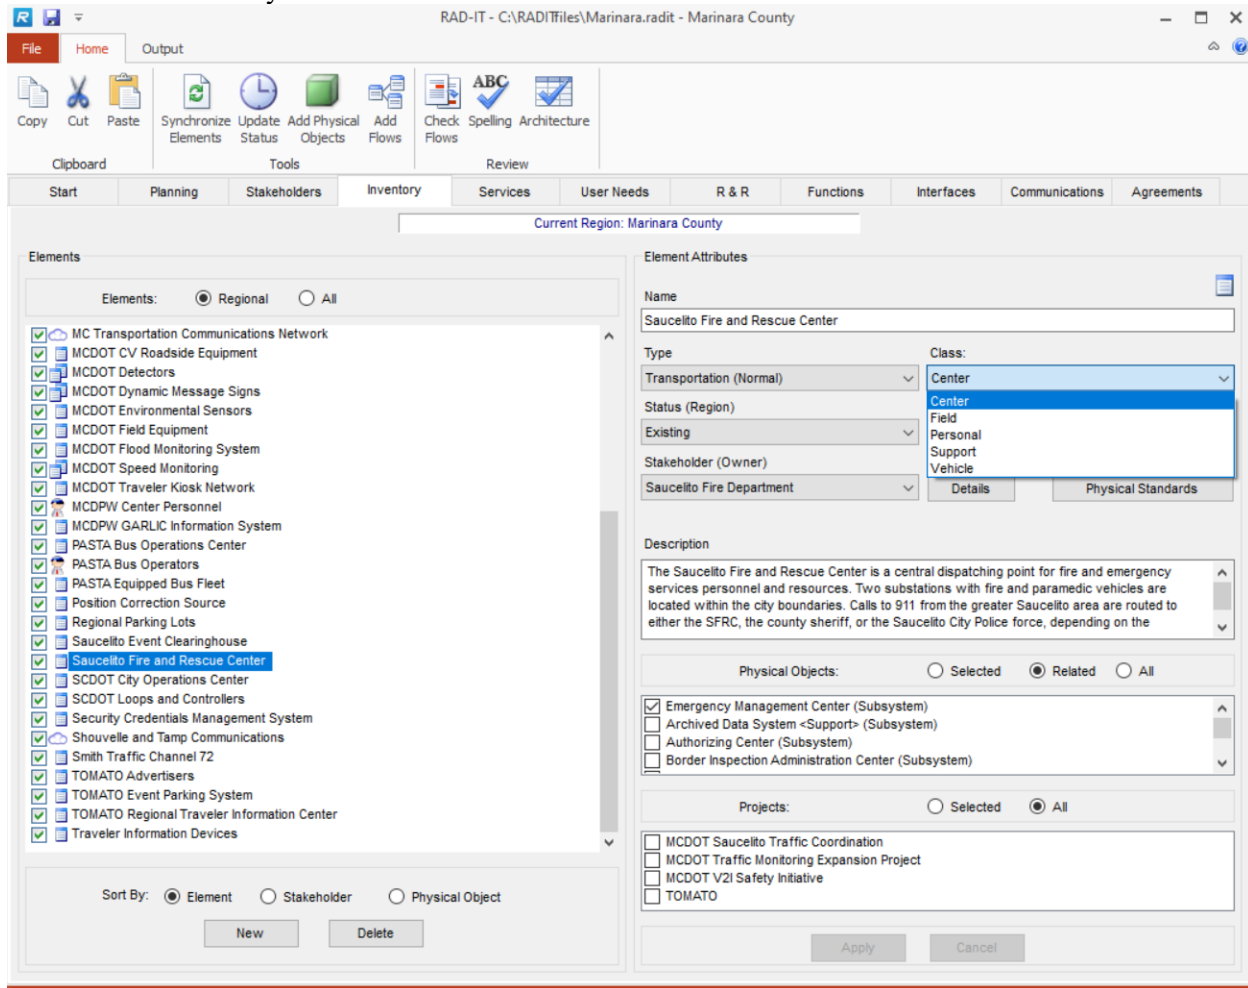 RAD-IT - C:\RADITfiles\Marinara.radit - Marinara County
File Home Output
Copy Cut Paste
Synchronize Elements
Update Status
Add Physical Objects
Add Flows
Check Flows
ABC
Spelling
Architecture
Clipboard Tools Review
Start Planning Stakeholders Inventory Services User Needs R & R Functions Interfaces Communications Agreements
Current Region: Marinara County
Elements
Elements: Regional All
MC Transportation Communications Network
MCDOT CV Roadside Equipment
MCDOT Detectors
MCDOT Dynamic Message Signs
MCDOT Environmental Sensors
MCDOT Field Equipment
MCDOT Flood Monitoring System
MCDOT Speed Monitoring
MCDOT Traveler Kiosk Network
MCDPW Center Personnel
MCDPW GARLIC Information System
PASTA Bus Operations Center
PASTA Bus Operators
PASTA Equipped Bus Fleet
Position Correction Source
Regional Parking Lots
Saucelito Event Clearinghouse
Saucelito Fire and Rescue Center
SCDOT City Operations Center
SCDOT Loops and Controllers
Security Credentials Management System
Shouvelle and Tamp Communications
Smith Traffic Channel 72
TOMATO Advertisers
TOMATO Event Parking System
TOMATO Regional Traveler Information Center
Traveler Information Devices
Sort By: Element Stakeholder Physical Object
New Delete
Element Attributes
Name
Saucelito Fire and Rescue Center
Type Class:
Transportation (Normal) Center
Center
Field
Personal
Support
Vehicle
Status (Region)
Existing
Stakeholder (Owner)
Saucelito Fire Department Details Physical Standards
Description
The Saucelito Fire and Rescue Center is a central dispatching point for fire and emergency
services personnel and resources. Two substations with fire and paramedic vehicles are
located within the city boundaries. Calls to 911 from the greater Saucelito area are routed to
either the SFRC, the county sheriff, or the Saucelito City Police force, depending on the
Physical Objects: Selected Related All
Emergency Management Center (Subsystem)
Archived Data System <Support> (Subsystem)
Authorizing Center (Subsystem)
Border Inspection Administration Center (Subsystem)
Projects: Selected All
MCDOT Saucelito Traffic Coordination
MCDOT Traffic Monitoring Expansion Project
MCDOT V2I Safety Initiative
TOMATO
Apply Cancel